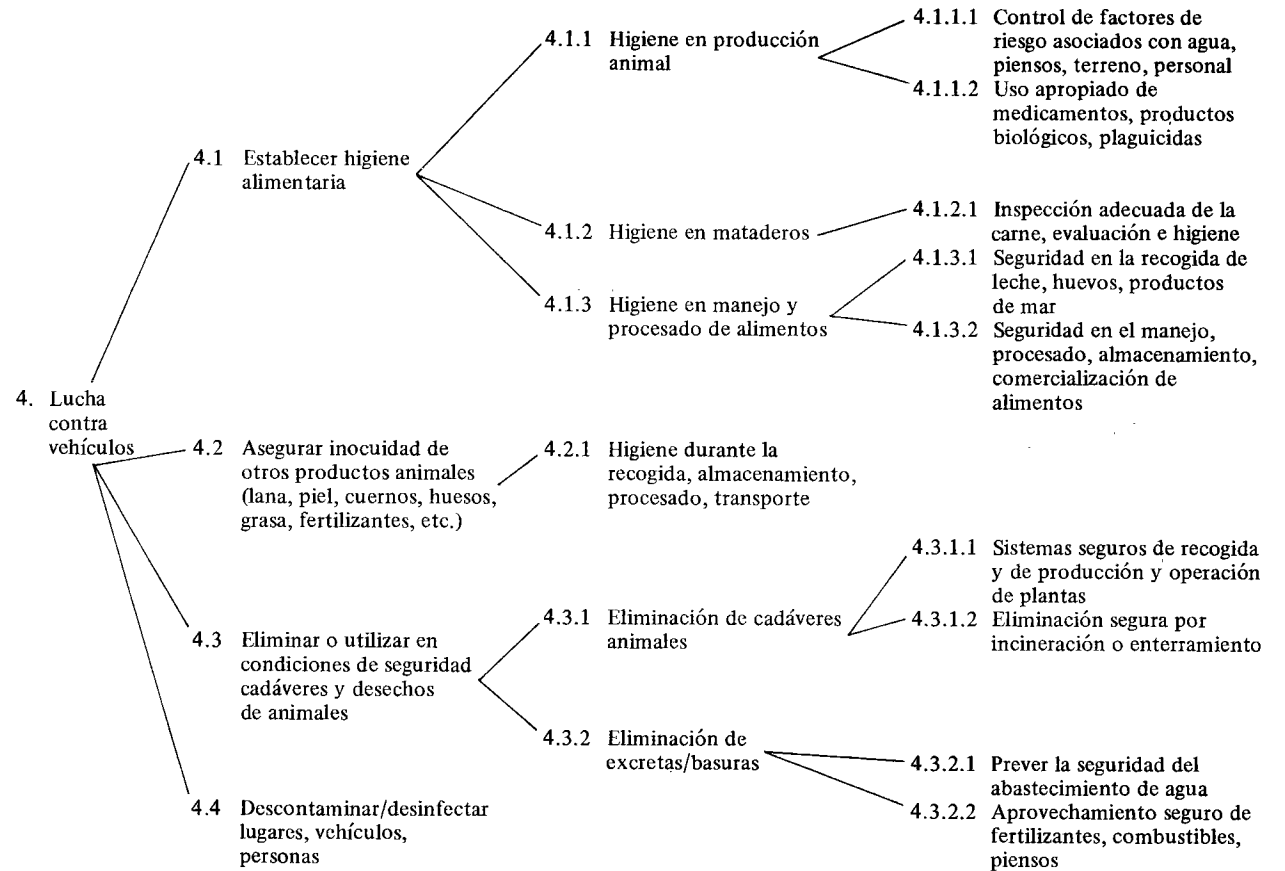 4. Lucha
contra
vehículos
4.1 Establecer higiene
alimentaria
4.1.1 Higiene en producción
animal
4.1.1.1 Control de factores de
riesgo asociados con agua,
piensos, terreno, personal
4.1.1.2 Uso apropiado de
medicamentos, productos
biológicos, plaguicidas
4.1.2 Higiene en mataderos
4.1.2.1 Inspección adecuada de la
carne, evaluación e higiene
4.1.3 Higiene en manejo y
procesado de alimentos
4.1.3.1 Seguridad en la recogida de
leche, huevos, productos
de mar
4.1.3.2 Seguridad en el manejo,
procesado, almacenamiento,
comercialización de
alimentos
4.2 Asegurar inocuidad de
otros productos animales
(lana, piel, cuernos, huesos,
grasa, fertilizantes, etc.)
4.2.1 Higiene durante la
recogida, almacenamiento,
procesado, transporte
4.3 Eliminar o utilizar en
condiciones de seguridad
cadáveres y desechos
de animales
4.3.1 Eliminación de cadáveres
animales
4.3.1.1 Sistemas seguros de recogida
y de producción y operación
de plantas
4.3.1.2 Eliminación segura por
incineración o enterramiento
4.3.2 Eliminación de
excretas/basuras
4.3.2.1 Prever la seguridad del
abastecimiento de agua
4.3.2.2 Aprovechamiento seguro de
fertilizantes, combustibles,
piensos
4.4 Descontaminar/desinfectar
lugares, vehículos,
personas